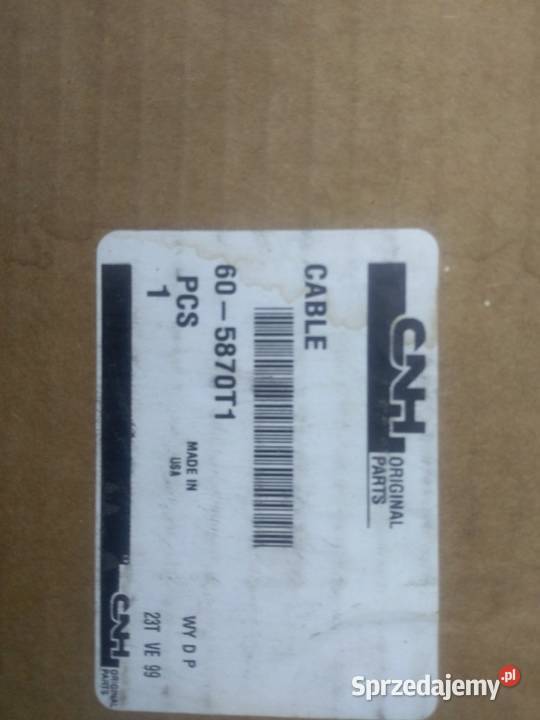 CNH ORIGINAL
PARTS
CABLE
60-5870T1
PCS
1
MADE IN
USA
WY D P
23T VE 99
CNH ORIGINAL
PARTS
Sprzedajemy.pl